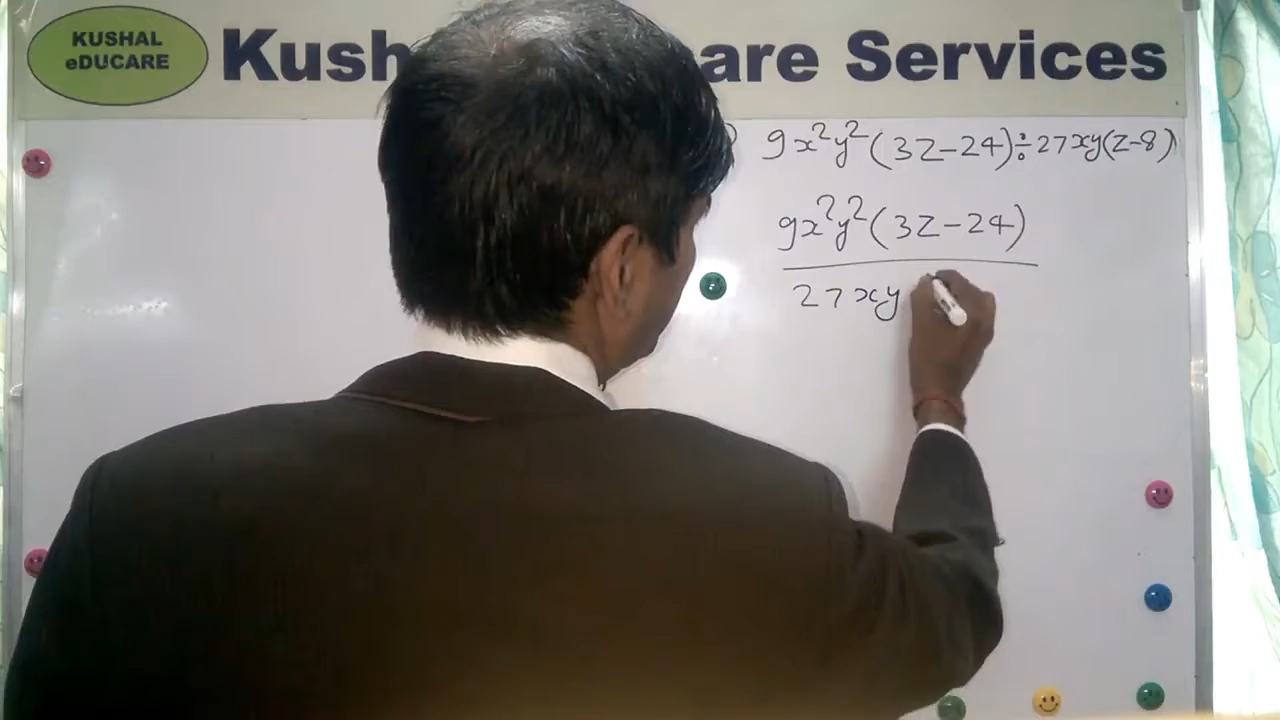 KUSHAL
eDUCARE
Kush are Services
) 9x²y²(3Z-24)÷27xy(Z-8)
9x²y²(3Z-24)
27xy